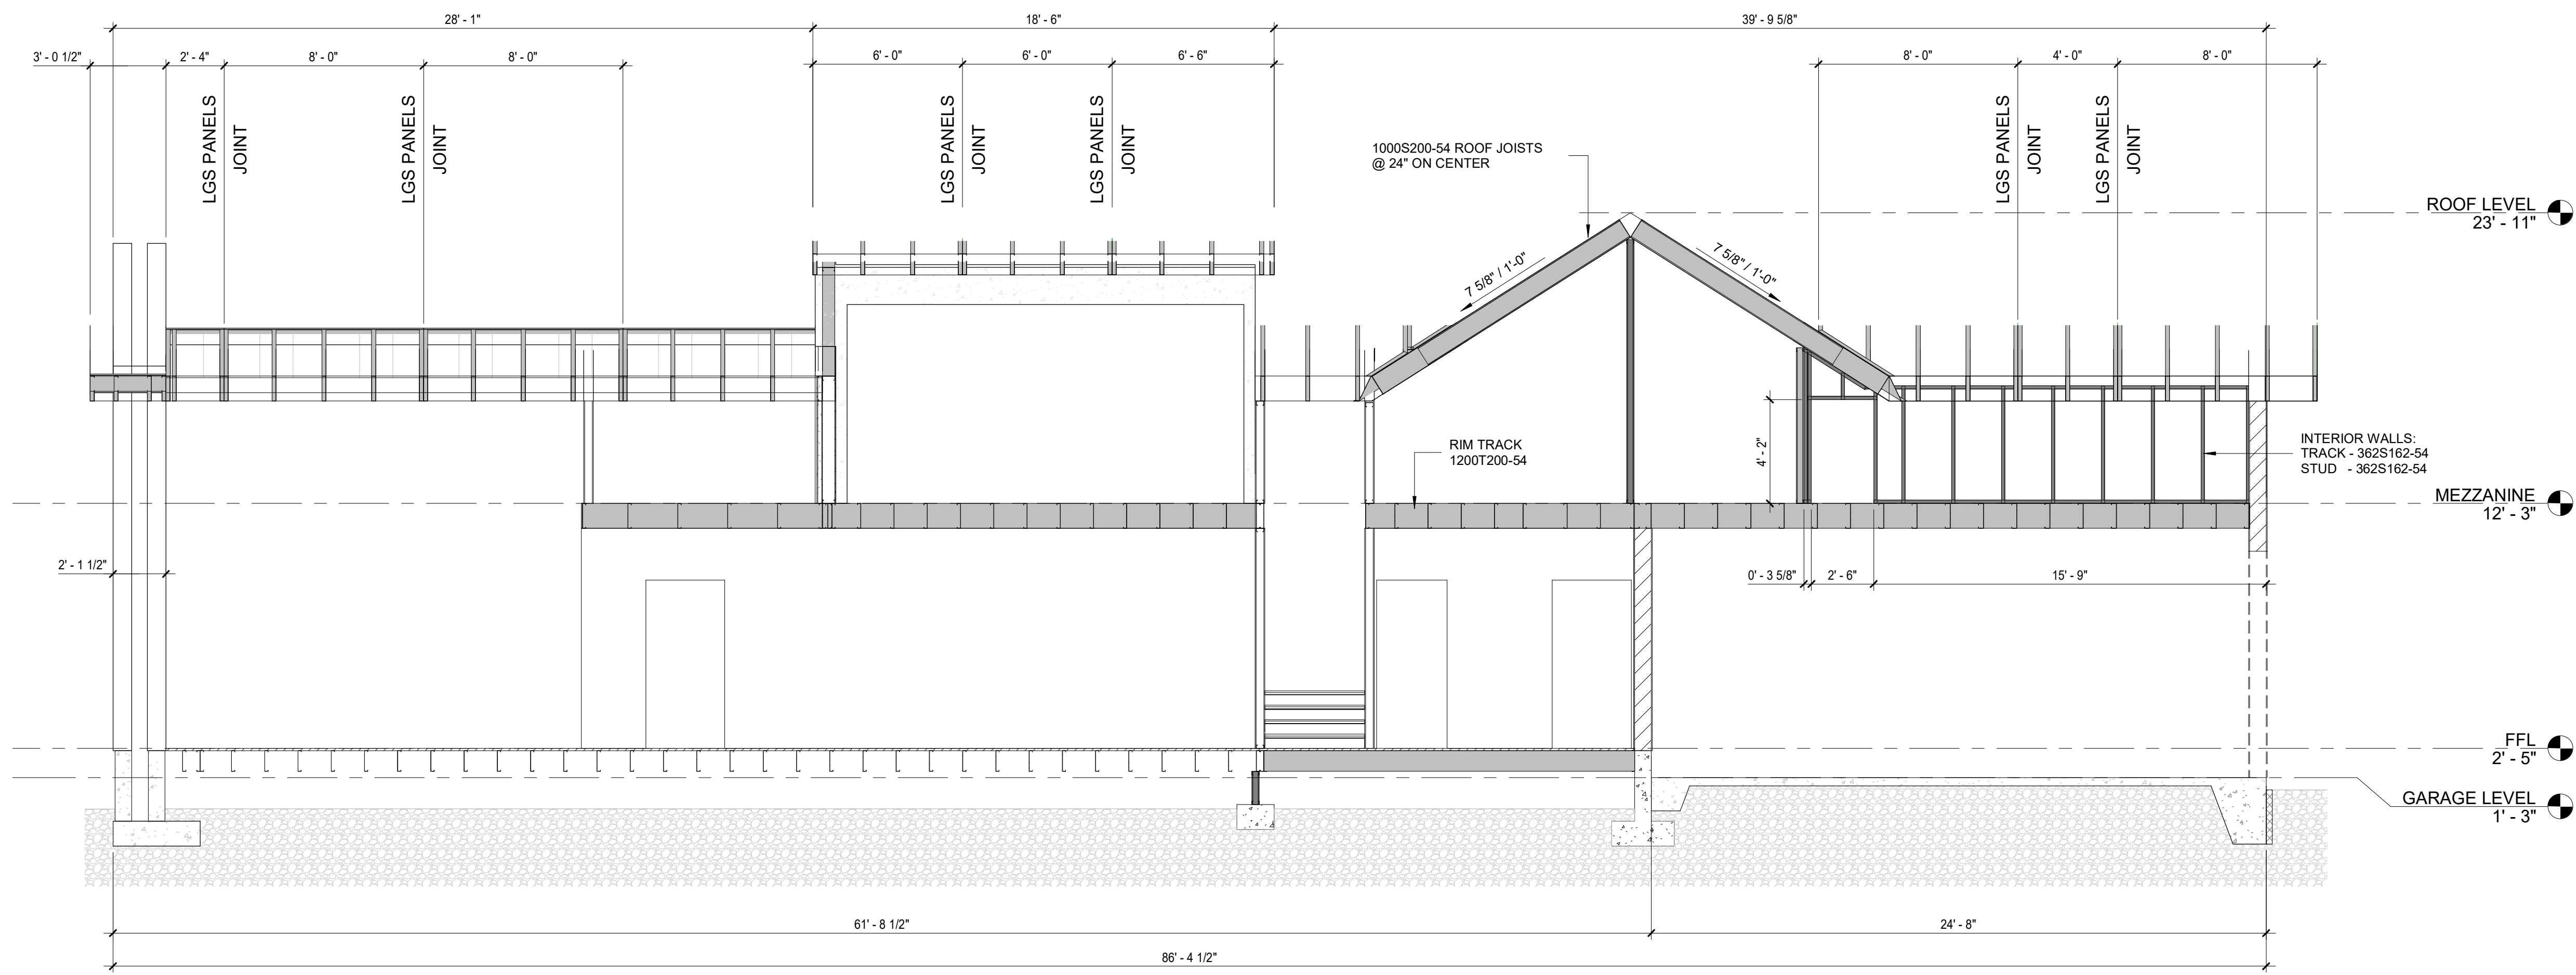 28' - 1"
18' - 6"
39' - 9 5/8"
3' - 0 1/2"
2' - 4"
8' - 0"
8' - 0"
6' - 0"
6' - 0"
6' - 6"
8' - 0"
4' - 0"
8' - 0"
LGS PANELS
JOINT
LGS PANELS
JOINT
LGS PANELS
JOINT
LGS PANELS
JOINT
LGS PANELS
JOINT
LGS PANELS
JOINT
1000S200-54 ROOF JOISTS
@ 24" ON CENTER
ROOF LEVEL
23' - 11"
7 5/8" / 1'-0"
7 5/8" / 1'-0"
RIM TRACK
1200T200-54
4' - 2"
INTERIOR WALLS:
TRACK - 362S162-54
STUD - 362S162-54
MEZZANINE
12' - 3"
2' - 1 1/2"
0' - 3 5/8"
2' - 6"
15' - 9"
FFL
2' - 5"
GARAGE LEVEL
1' - 3"
61' - 8 1/2"
24' - 8"
86' - 4 1/2"